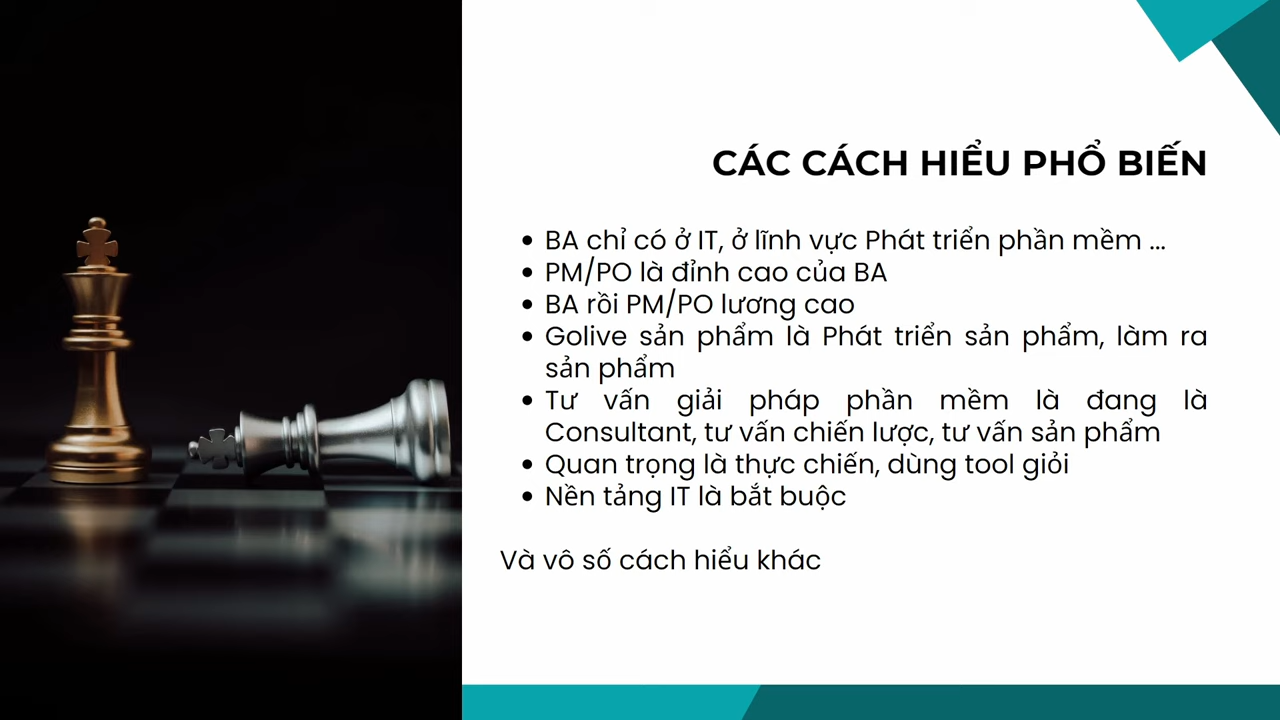 CÁC CÁCH HIỂU PHỔ BIẾN
• BA chỉ có ở IT, ở lĩnh vực Phát triển phần mềm ...
• PM/PO là đỉnh cao của BA
• BA rồi PM/PO lương cao
• Golive sản phẩm là Phát triển sản phẩm, làm ra
sản phẩm
• Tư vấn giải pháp phần mềm là đang là
Consultant, tư vấn chiến lược, tư vấn sản phẩm
• Quan trọng là thực chiến, dùng tool giỏi
• Nền tảng IT là bắt buộc
Và vô số cách hiểu khác